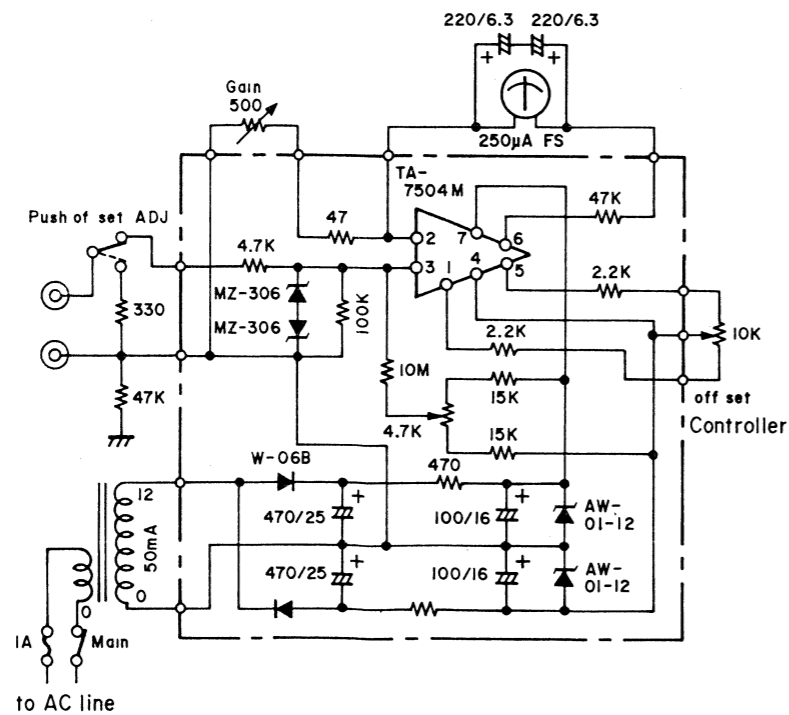 220/6.3 220/6.3
+ +
250μA FS
Gain
500
TA-
7504M
Push of set ADJ
47
47K
2 7 6
4.7K
3 1 4 5
2.2K
MZ-306
MZ-306
330
100K
10K
2.2K
10M
off set
Controller
47K
15K
4.7K
15K
W-06B
470
12
+ +
470/25
100/16
AW-
01-12
50mA
+ +
470/25
100/16
AW-
01-12
0
0
1A
Main
to AC line